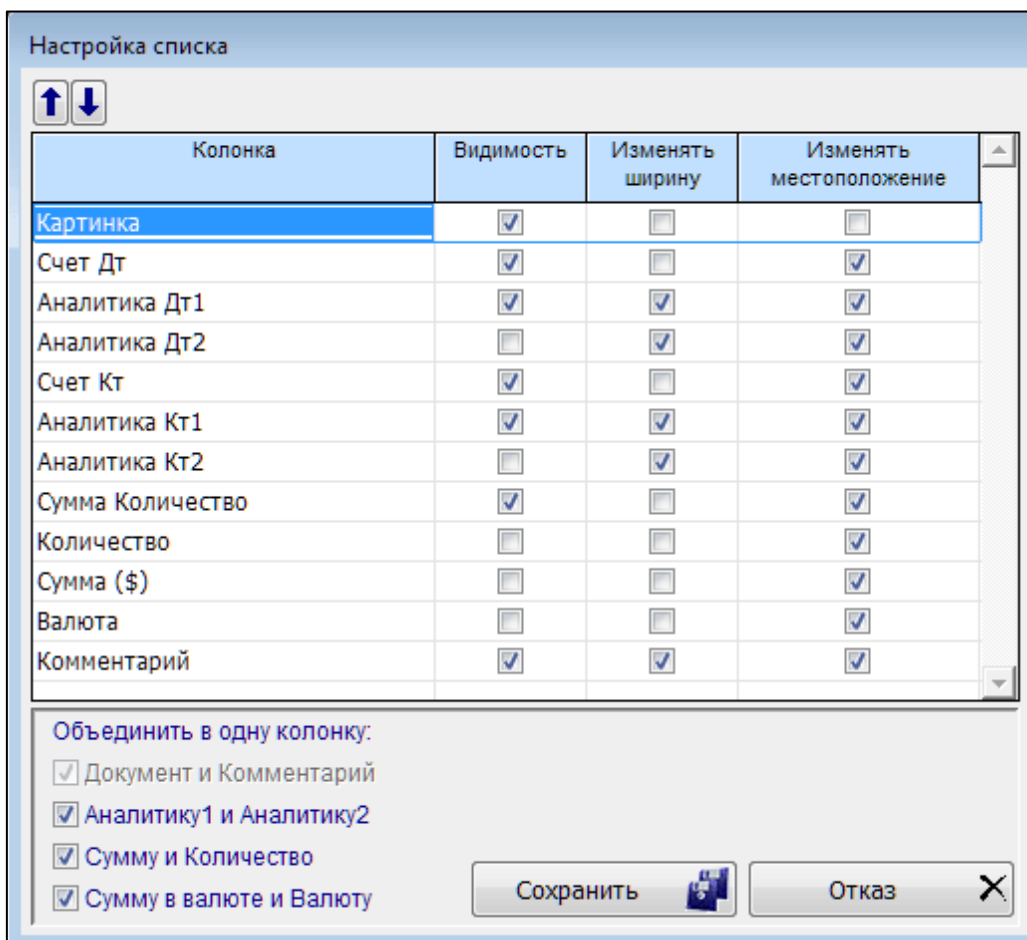 Настройка списка
Колонка Видимость Изменять ширину Изменять местоположение
Картинка
Счет Дт
Аналитика Дт1
Аналитика Дт2
Счет Кт
Аналитика Кт1
Аналитика Кт2
Сумма Количество
Количество
Сумма ($)
Валюта
Комментарий
Объединить в одну колонку:
Документ и Комментарий
Аналитику1 и Аналитику2
Сумму и Количество
Сумму в валюте и Валюту
Сохранить Отказ